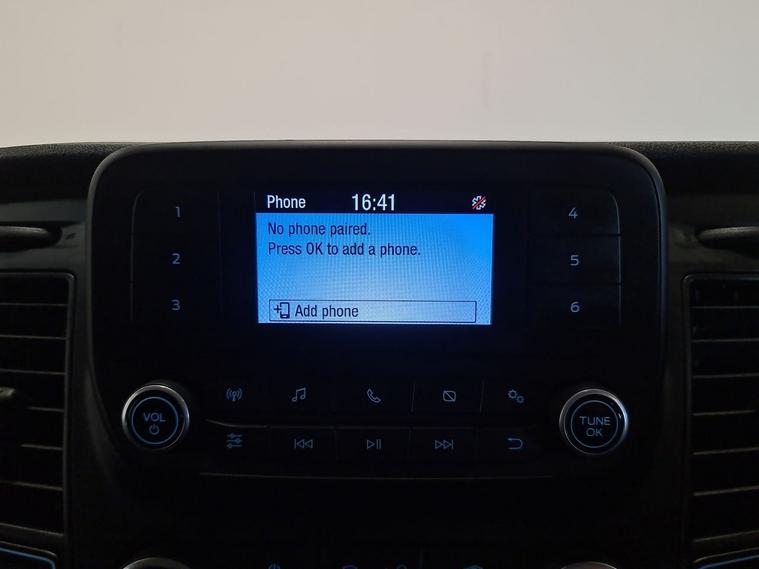 Phone 16:41
No phone paired.
Press OK to add a phone.
Add phone
1
2
3
4
5
6
VOL
TUNE
OK